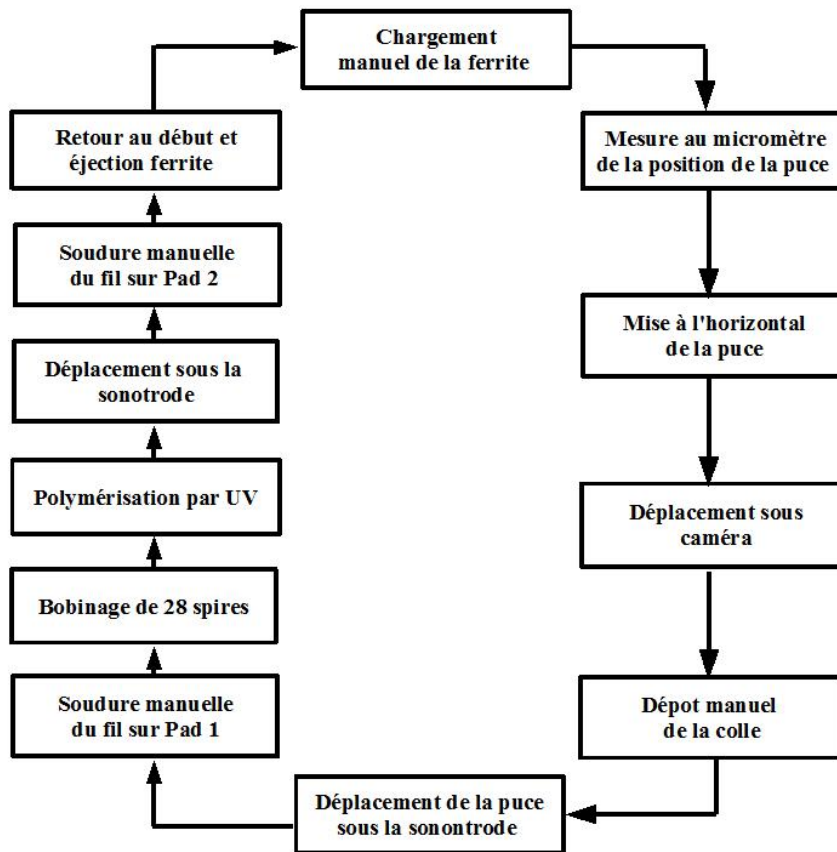 Chargement
manuel de la ferrite
Mesure au micromètre
de la position de la puce
Mise à l'horizontal
de la puce
Déplacement sous
caméra
Dépot manuel
de la colle
Déplacement de la puce
sous la sonontrode
Soudure manuelle
du fil sur Pad 1
Bobinage de 28 spires
Polymérisation par UV
Déplacement sous la
sonotrode
Soudure manuelle
du fil sur Pad 2
Retour au début et
éjection ferrite